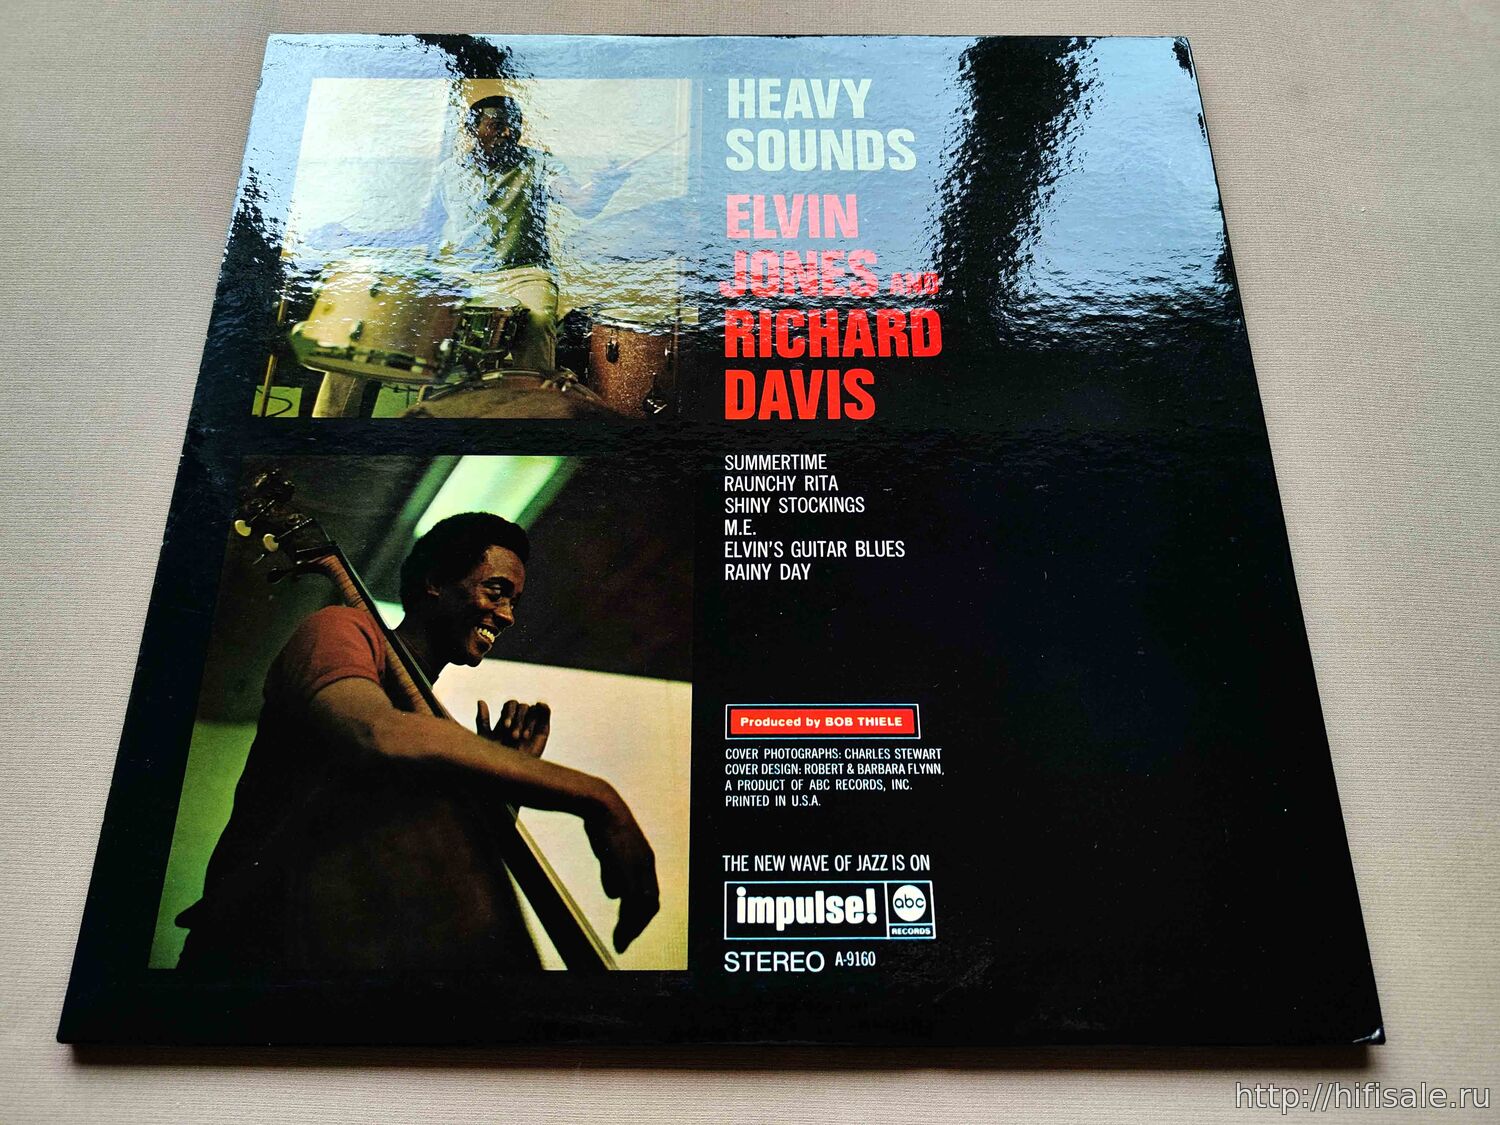 HEAVY
SOUNDS
ELVIN
JONES AND
RICHARD
DAVIS
SUMMERTIME
RAUNCHY RITA
SHINY STOCKINGS
M.E.
ELVIN'S GUITAR BLUES
RAINY DAY
Produced by BOB THIELE
COVER PHOTOGRAPHS: CHARLES STEWART
COVER DESIGN: ROBERT & BARBARA FLYNN,
A PRODUCT OF ABC RECORDS, INC.
PRINTED IN U.S.A.
THE NEW WAVE OF JAZZ IS ON
impulse! abc
RECORDS
STEREO A-9160
http://hifisale.ru